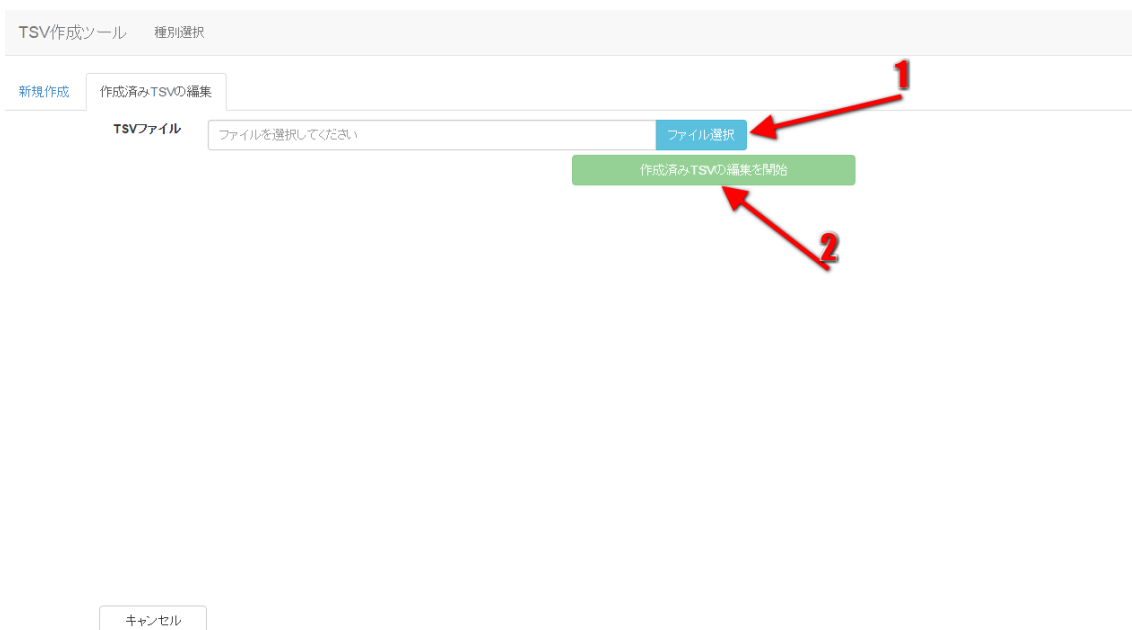 TSV作成ツール 種別選択
新規作成 作成済みTSVの編集
TSVファイル ファイルを選択してください ファイル選択
作成済みTSVの編集を開始
1
2
キャンセル